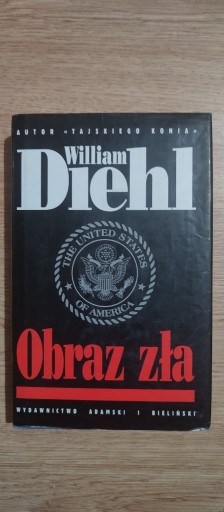 AUTOR «TAJSKIEGO KONIA»
William
Diehl
THE UNITED STATES
OF AMERICA
Obraz zła
WYDAWNICTWO ADAMSKI I BIELIŃSKI